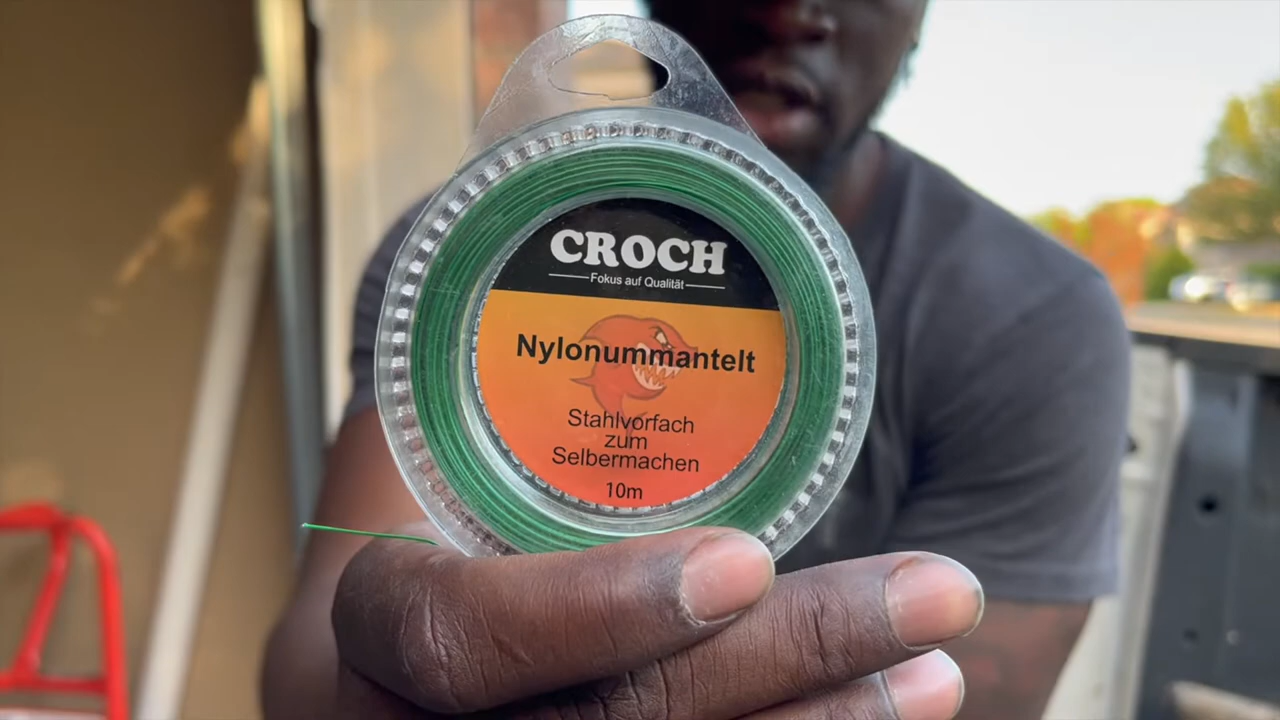 CROCH
Fokus auf Qualität
Nylonummantelt
Stahlvorfach
zum
Selbermachen
10m